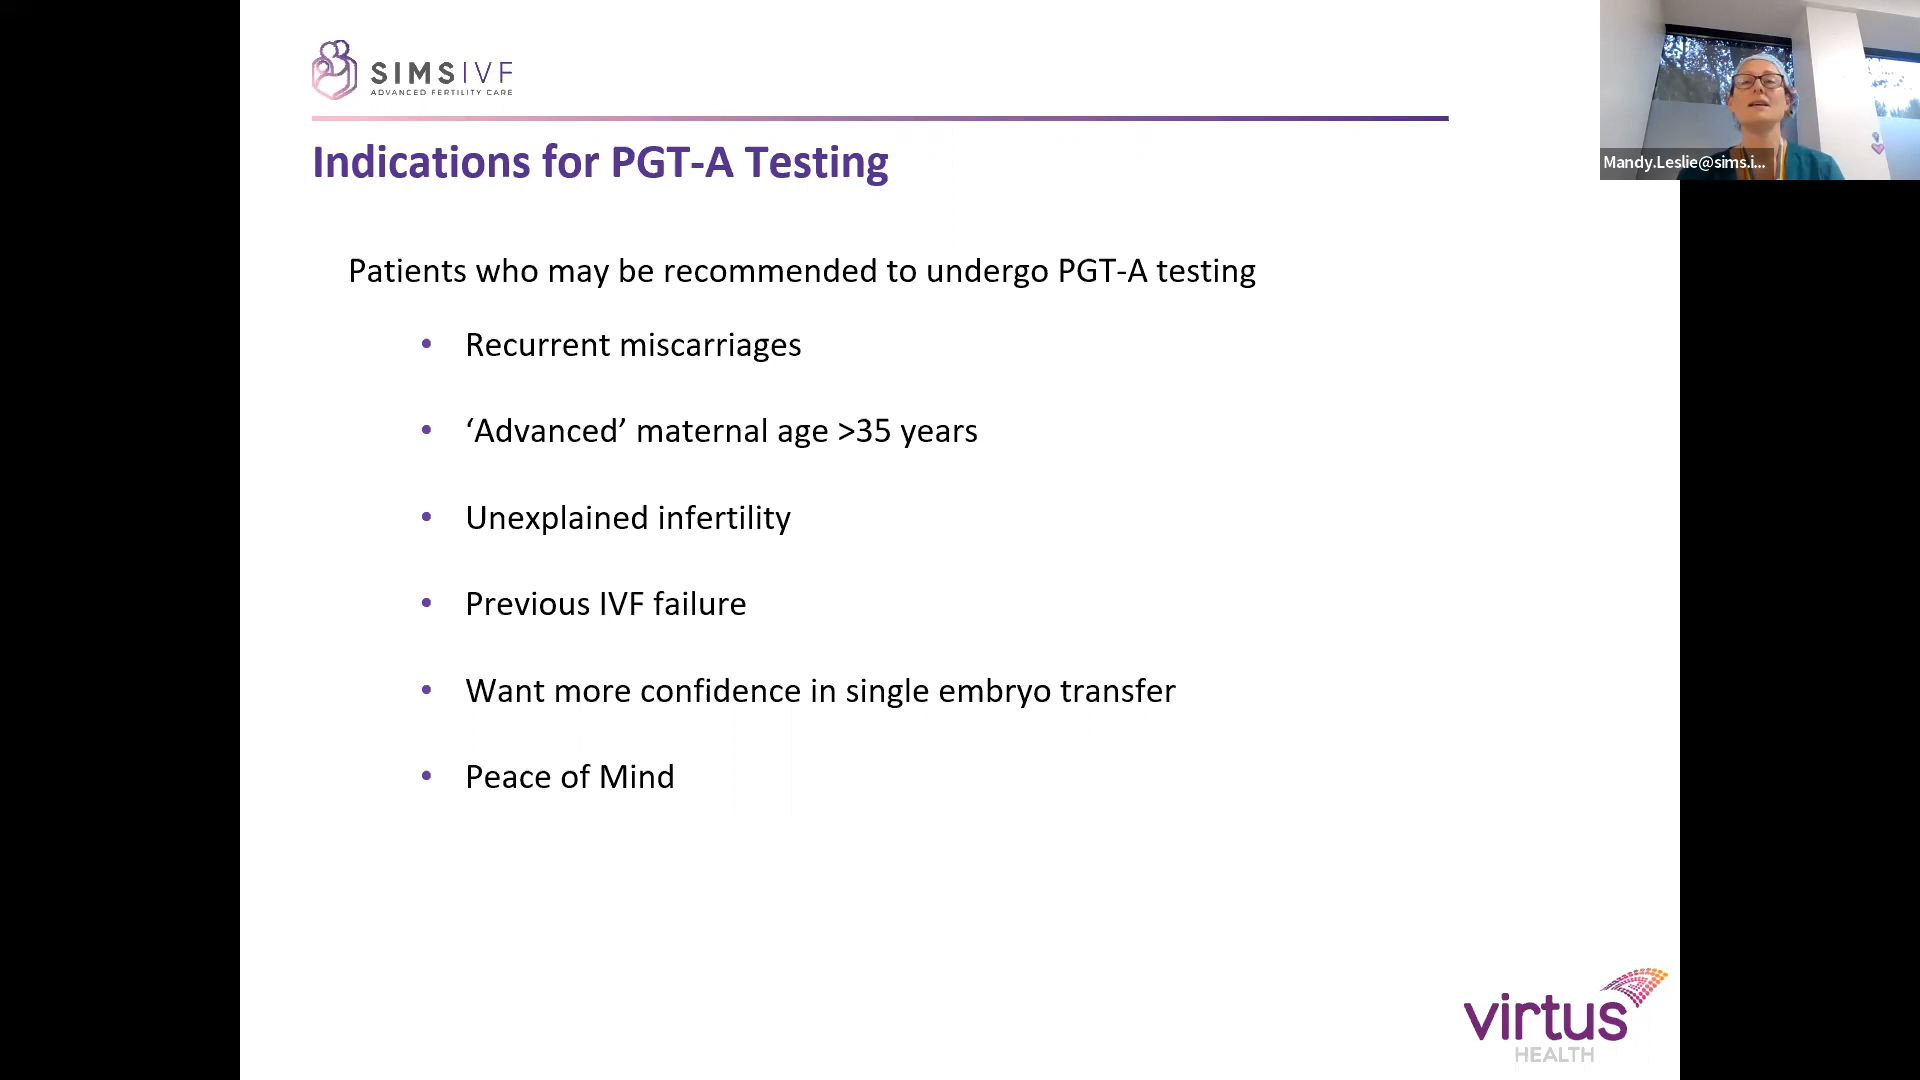 SIMSIVF
ADVANCED FERTILITY CARE
Mandy.Leslie@sims.i...
Indications for PGT-A Testing
Patients who may be recommended to undergo PGT-A testing
• Recurrent miscarriages
• ‘Advanced’ maternal age >35 years
• Unexplained infertility
• Previous IVF failure
• Want more confidence in single embryo transfer
• Peace of Mind
virtus
HEALTH